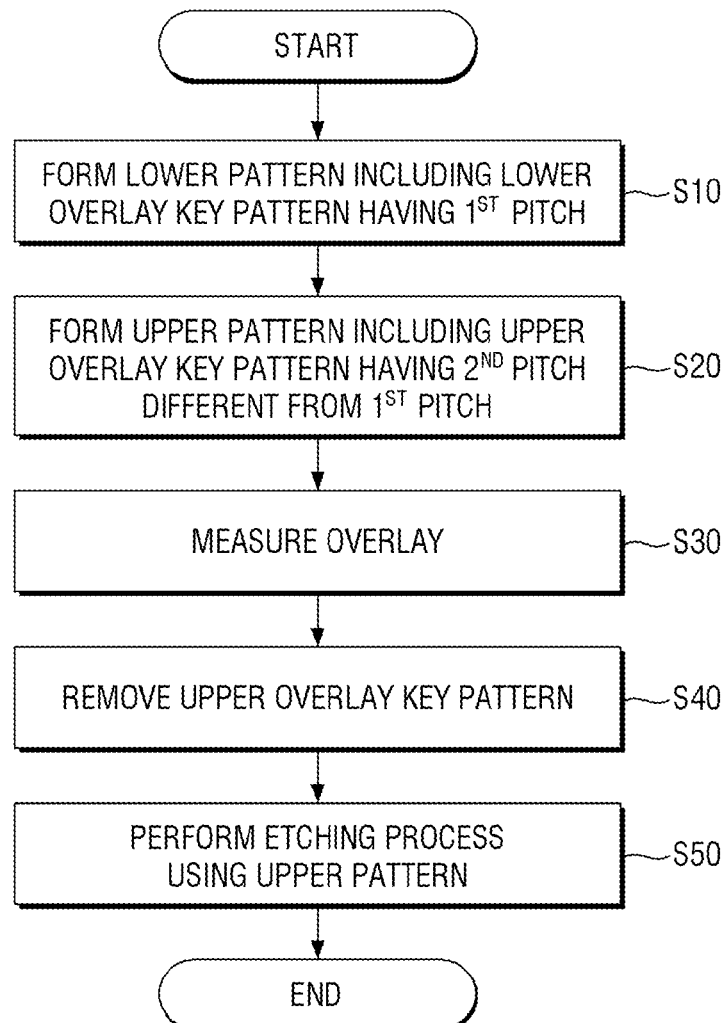 START
FORM LOWER PATTERN INCLUDING LOWER
OVERLAY KEY PATTERN HAVING 1ST PITCH
S10
FORM UPPER PATTERN INCLUDING UPPER
OVERLAY KEY PATTERN HAVING 2ND PITCH
DIFFERENT FROM 1ST PITCH
S20
MEASURE OVERLAY
S30
REMOVE UPPER OVERLAY KEY PATTERN
S40
PERFORM ETCHING PROCESS
USING UPPER PATTERN
S50
END